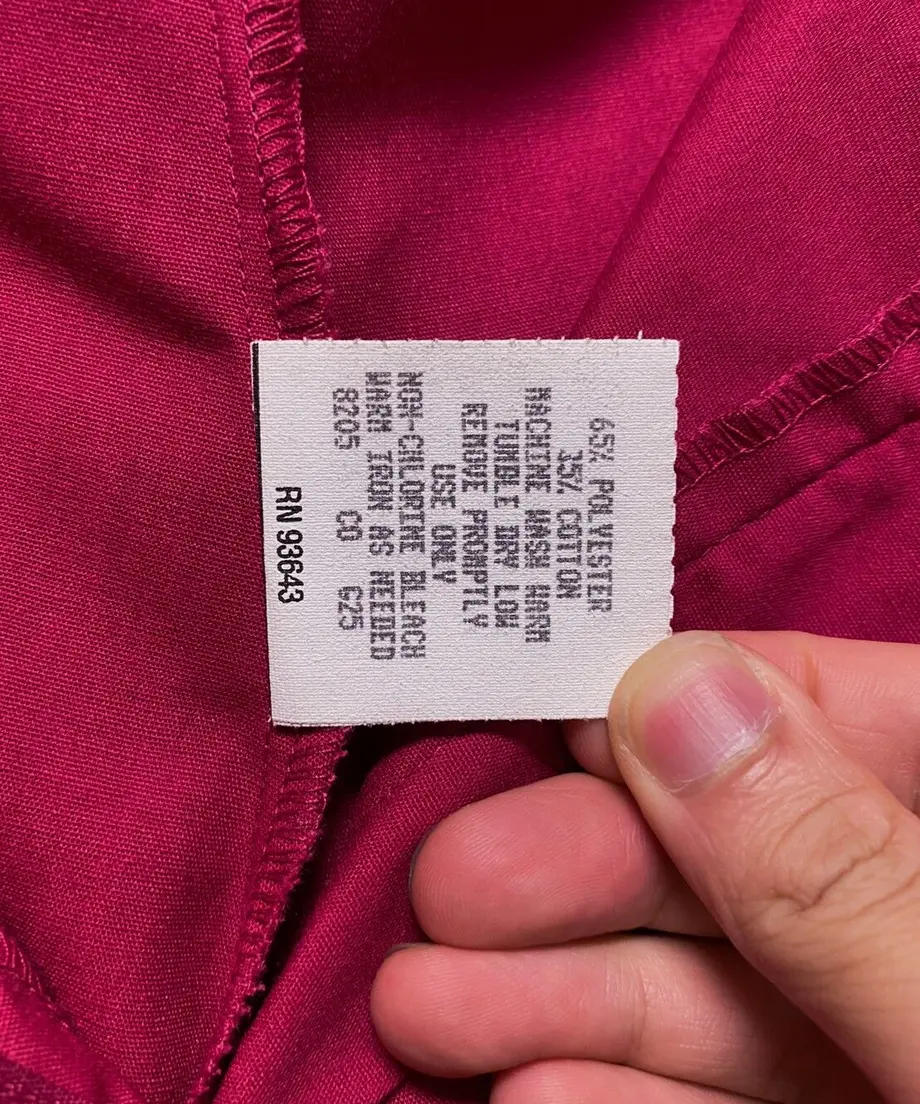 65% POLYESTER
35% COTTON
MACHINE WASH WARM
TUMBLE DRY LOW
REMOVE PROMPTLY
USE ONLY
NON-CHLORINE BLEACH
WARM IRON AS NEEDED
8205 CO G25
RN 93643